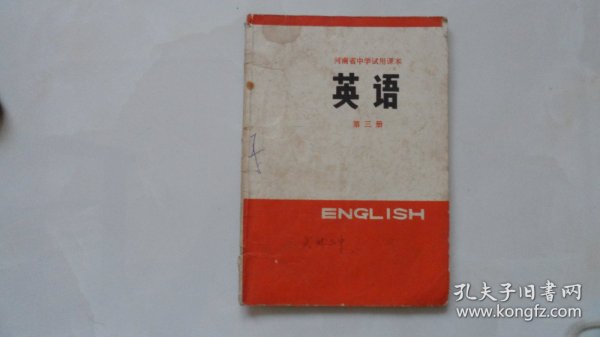 河南省中学试用课本
英语
第三册
ENGLISH
孔夫子旧书网
www.kongfz.com